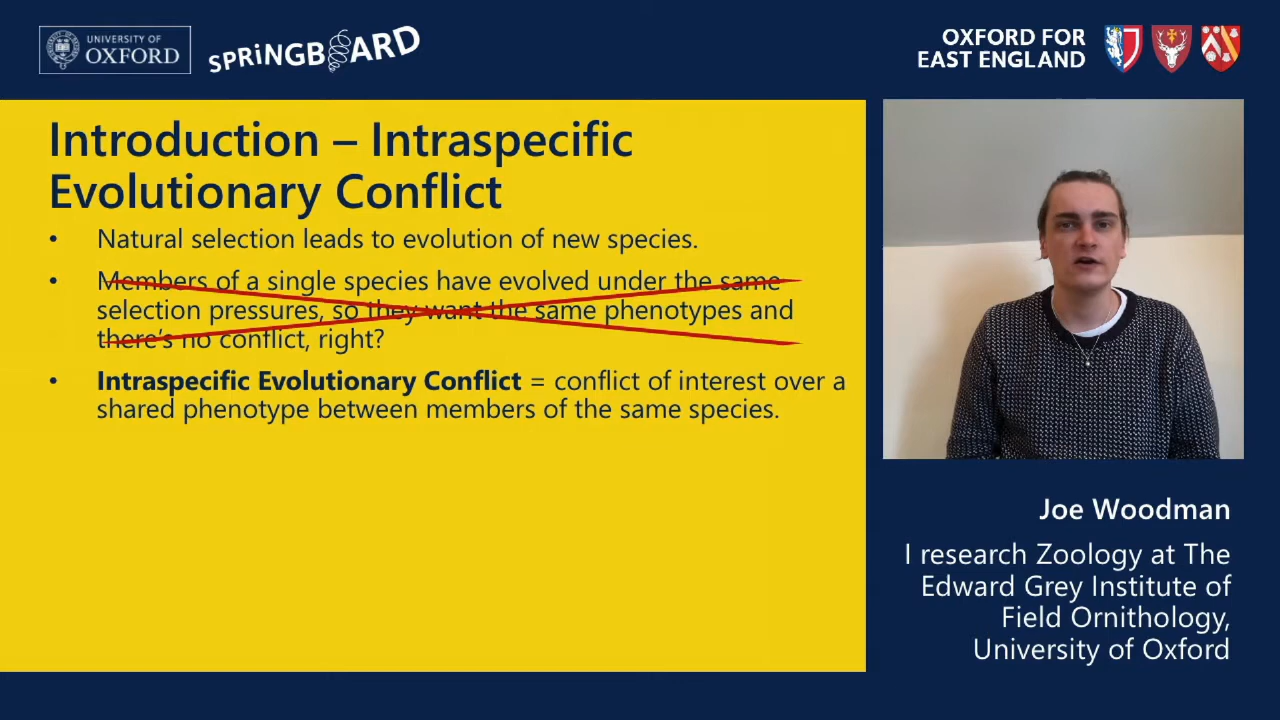 UNIVERSITY OF
OXFORD
SPRiNGBOARD
OXFORD FOR
EAST ENGLAND
Introduction – Intraspecific
Evolutionary Conflict
• Natural selection leads to evolution of new species.
• Members of a single species have evolved under the same
selection pressures, so they want the same phenotypes and
there's no conflict, right?
• Intraspecific Evolutionary Conflict = conflict of interest over a
shared phenotype between members of the same species.
Joe Woodman
I research Zoology at The
Edward Grey Institute of
Field Ornithology,
University of Oxford